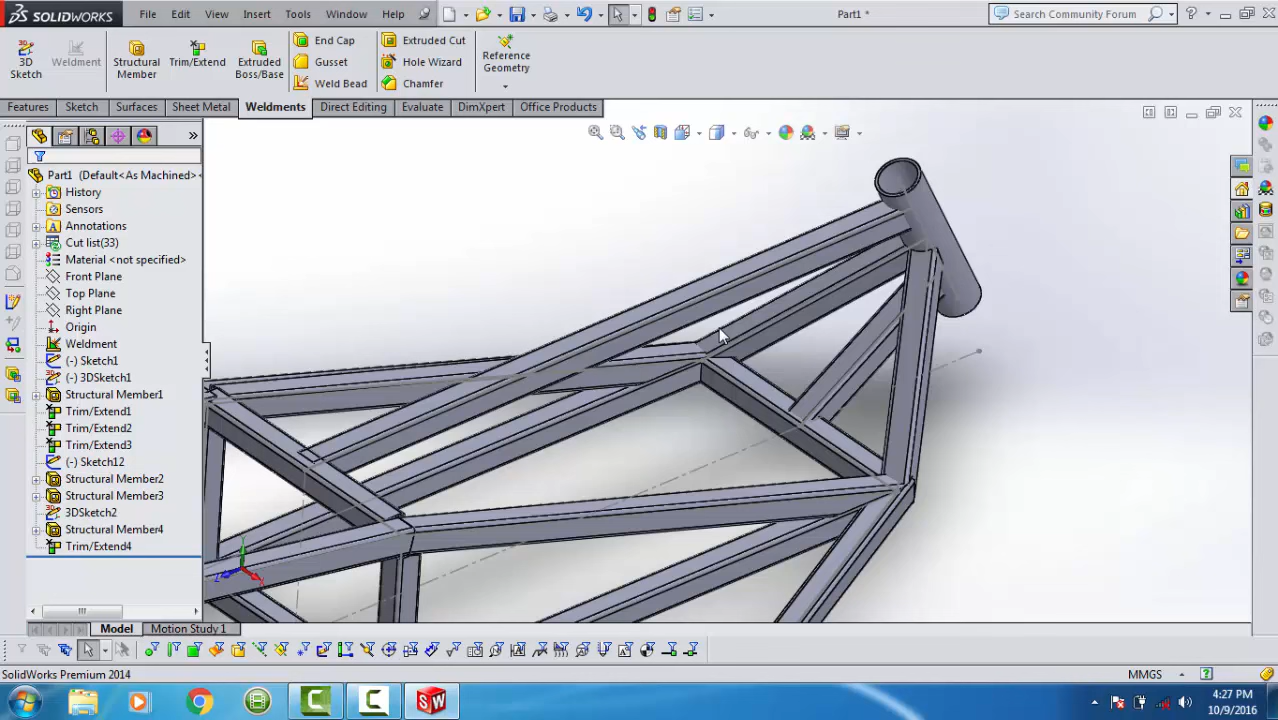 SOLIDWORKS File Edit View Insert Tools Window Help Part1 * Search Community Forum
3D Sketch
Weldment
Structural Member
Trim/Extend
Extruded Boss/Base
End Cap
Gusset
Weld Bead
Extruded Cut
Hole Wizard
Chamfer
Reference Geometry
Features Sketch Surfaces Sheet Metal Weldments Direct Editing Evaluate DimXpert Office Products
Part1 (Default<As Machined>
History
Sensors
Annotations
Cut list(33)
Material <not specified>
Front Plane
Top Plane
Right Plane
Origin
Weldment
(-) Sketch1
(-) 3DSketch1
Structural Member1
Trim/Extend1
Trim/Extend2
Trim/Extend3
(-) Sketch12
Structural Member2
Structural Member3
3DSketch2
Structural Member4
Trim/Extend4
Model Motion Study 1
SolidWorks Premium 2014 MMGS
4:27 PM
10/9/2016